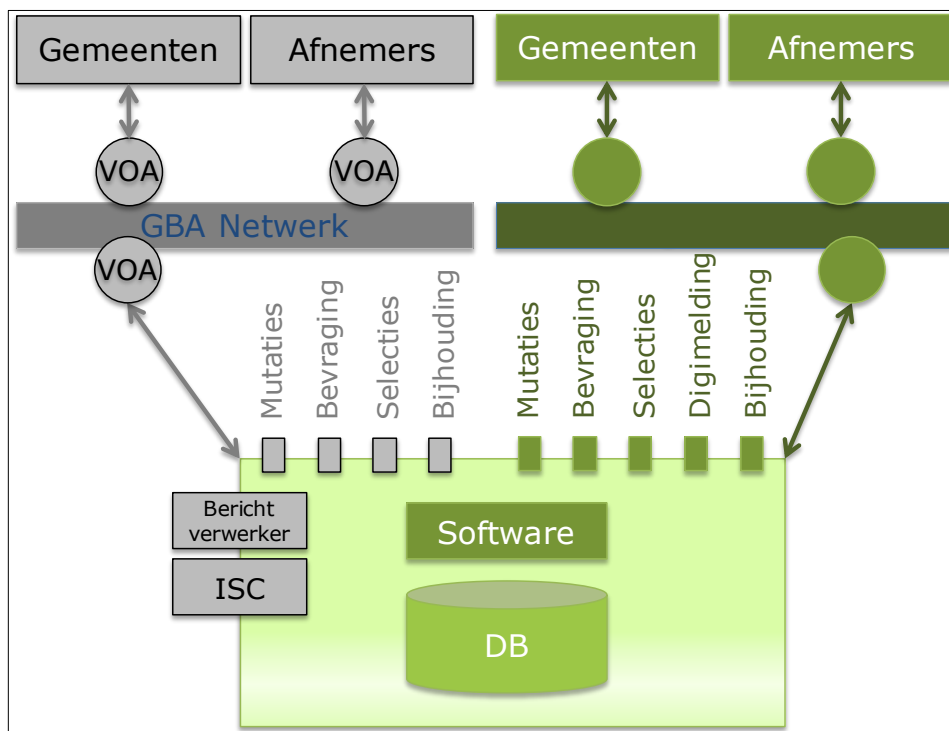 Gemeenten
Afnemers
Gemeenten
Afnemers
VOA
VOA
GBA Netwerk
VOA
Mutaties
Bevraging
Selecties
Bijhouding
Mutaties
Bevraging
Selecties
Digimelding
Bijhouding
Bericht
verwerker
Software
ISC
DB